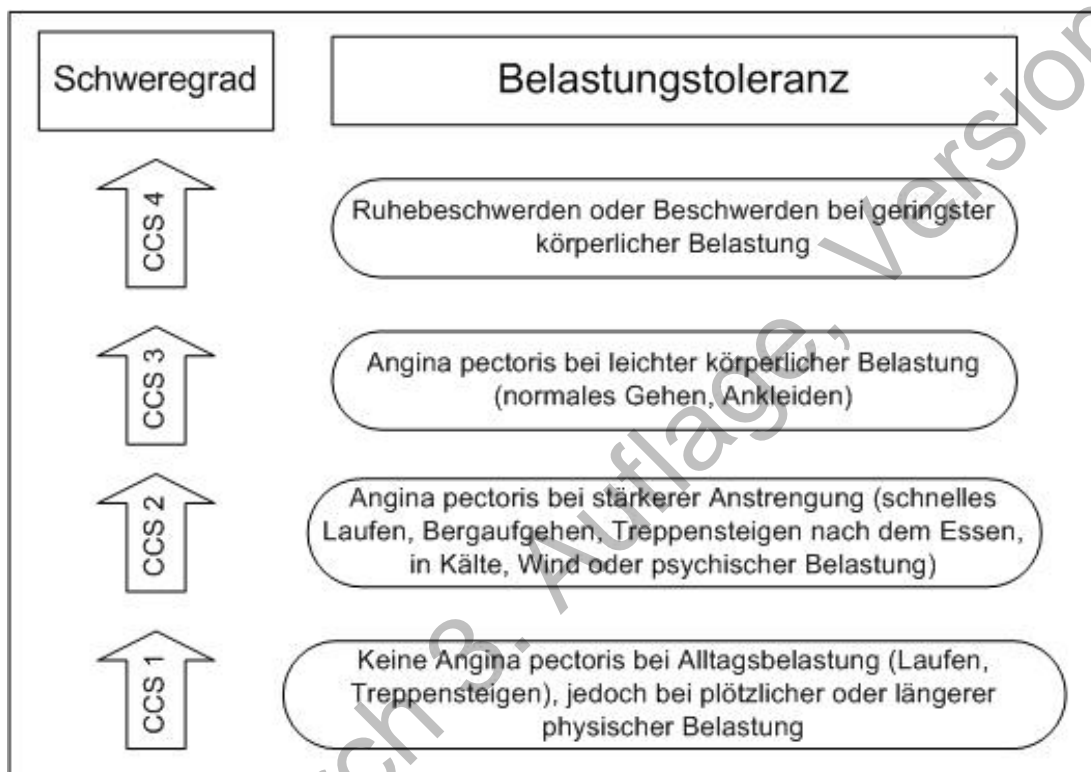 Schweregrad
Belastungstoleranz
CCS 4
Ruhebeschwerden oder Beschwerden bei geringster
körperlicher Belastung
CCS 3
Angina pectoris bei leichter körperlicher Belastung
(normales Gehen, Ankleiden)
CCS 2
Angina pectoris bei stärkerer Anstrengung (schnelles
Laufen, Bergaufgehen, Treppensteigen nach dem Essen,
in Kälte, Wind oder psychischer Belastung)
CCS 1
Keine Angina pectoris bei Alltagsbelastung (Laufen,
Treppensteigen), jedoch bei plötzlicher oder längerer
physischer Belastung
3. Auflage, Version